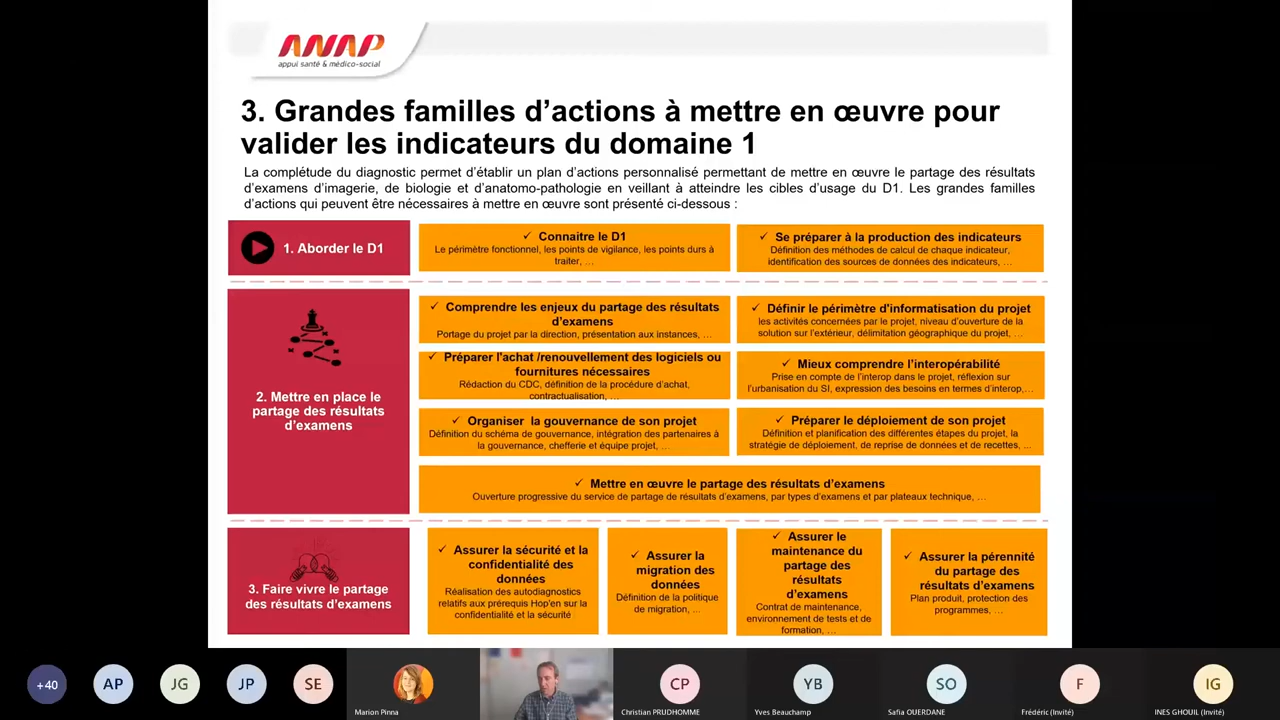 ANAP
appui santé & médico-social
3. Grandes familles d’actions à mettre en œuvre pour
valider les indicateurs du domaine 1
La complétude du diagnostic permet d’établir un plan d’actions personnalisé permettant de mettre en œuvre le partage des résultats
d’examens d’imagerie, de biologie et d’anatomo-pathologie en veillant à atteindre les cibles d’usage du D1. Les grandes familles
d’actions qui peuvent être nécessaires à mettre en œuvre sont présenté ci-dessous :
1. Aborder le D1
✓ Connaitre le D1
Le périmètre fonctionnel, les points de vigilance, les points durs à
traiter, …
✓ Se préparer à la production des indicateurs
Définition des méthodes de calcul de chaque indicateur,
identification des sources de données des indicateurs, …
2. Mettre en place le
partage des résultats
d’examens
✓ Comprendre les enjeux du partage des résultats
d’examens
Portage du projet par la direction, présentation aux instances, …
✓ Définir le périmètre d'informatisation du projet
les activités concernées par le projet, niveau d’ouverture de la
solution sur l’extérieur, délimitation géographique du projet, …
✓ Préparer l'achat /renouvellement des logiciels ou
fournitures nécessaires
Rédaction du CDC, définition de la procédure d’achat,
contractualisation, …
✓ Mieux comprendre l’interopérabilité
Prise en compte de l’interop dans le projet, réflexion sur
l’urbanisation du SI, expression des besoins en termes d’interop,…
✓ Organiser la gouvernance de son projet
Définition du schéma de gouvernance, intégration des partenaires à
la gouvernance, chefferie et équipe projet, …
✓ Préparer le déploiement de son projet
Définition et planification des différentes étapes du projet, la
stratégie de déploiement, de reprise de données et de recettes, …
✓ Mettre en œuvre le partage des résultats d’examens
Ouverture progressive du service de partage de résultats d’examens, par types d’examens et par plateaux technique, …
3. Faire vivre le partage
des résultats d’examens
✓ Assurer la sécurité et la
confidentialité des
données
Réalisation des autodiagnostics
relatifs aux prérequis Hop’en sur la
confidentialité et la sécurité
✓ Assurer la
migration des
données
Définition de la politique
de migration, …
✓ Assurer le
maintenance du
partage des
résultats
d’examens
Contrat de maintenance,
environnement de tests et de
formation, …
✓ Assurer la pérennité
du partage des
résultats d’examens
Plan produit, protection des
programmes, …
+40
AP
JG
JP
SE
Marion Pinna
CP
Christian PRUDHOMME
YB
Yves Beauchamp
SO
Safia OUERDANE
F
Frédéric (Invité)
IG
INES GHOUIL (Invité)